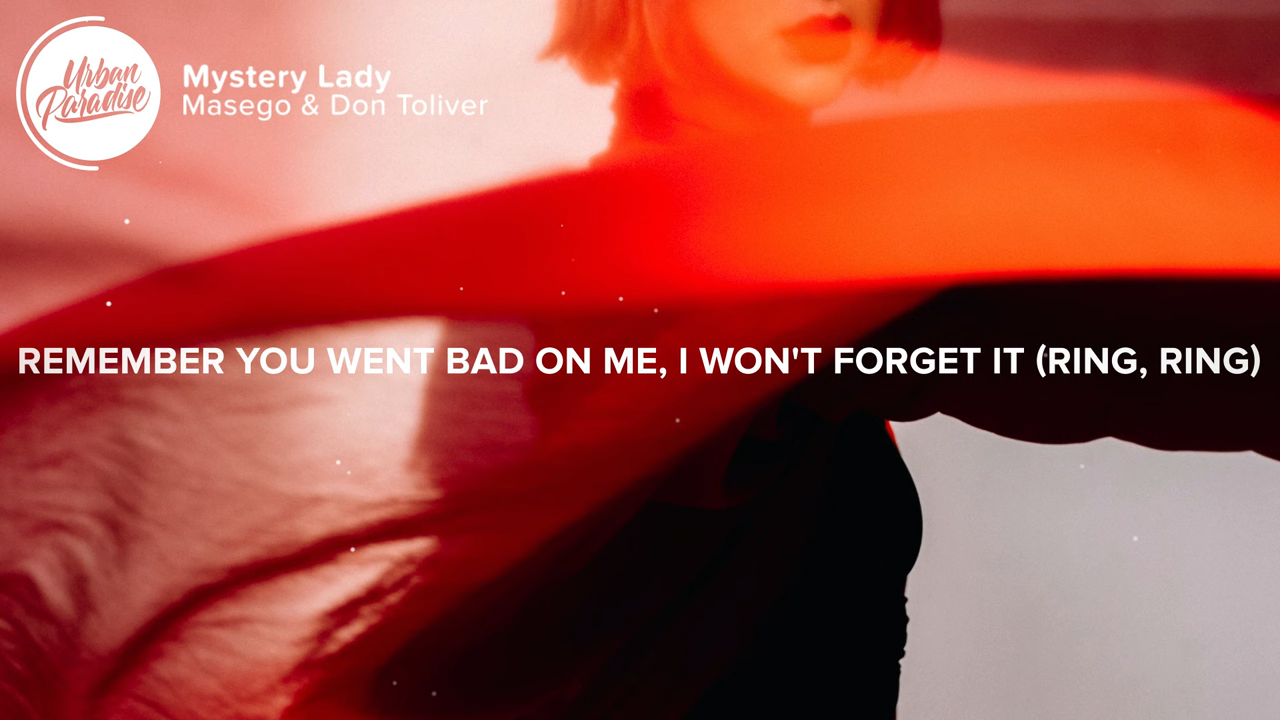 Urban
Paradise
Mystery Lady
Masego & Don Toliver
REMEMBER YOU WENT BAD ON ME, I WON'T FORGET IT (RING, RING)